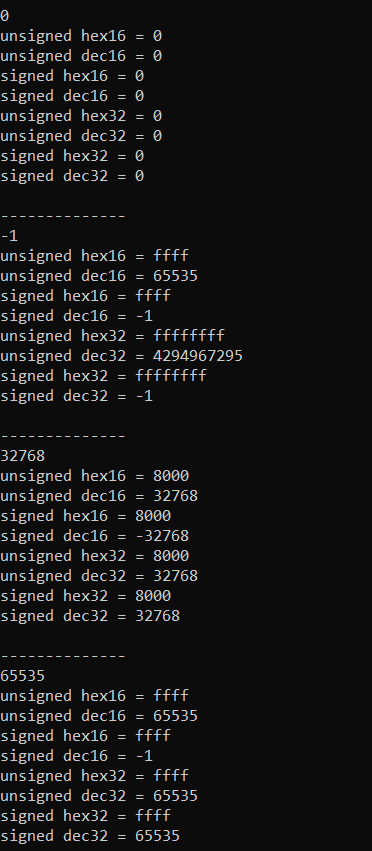 0
unsigned hex16 = 0
unsigned dec16 = 0
signed hex16 = 0
signed dec16 = 0
unsigned hex32 = 0
unsigned dec32 = 0
signed hex32 = 0
signed dec32 = 0
--------------
-1
unsigned hex16 = ffff
unsigned dec16 = 65535
signed hex16 = ffff
signed dec16 = -1
unsigned hex32 = ffffffff
unsigned dec32 = 4294967295
signed hex32 = ffffffff
signed dec32 = -1
--------------
32768
unsigned hex16 = 8000
unsigned dec16 = 32768
signed hex16 = 8000
signed dec16 = -32768
unsigned hex32 = 8000
unsigned dec32 = 32768
signed hex32 = 8000
signed dec32 = 32768
--------------
65535
unsigned hex16 = ffff
unsigned dec16 = 65535
signed hex16 = ffff
signed dec16 = -1
unsigned hex32 = ffff
unsigned dec32 = 65535
signed hex32 = ffff
signed dec32 = 65535